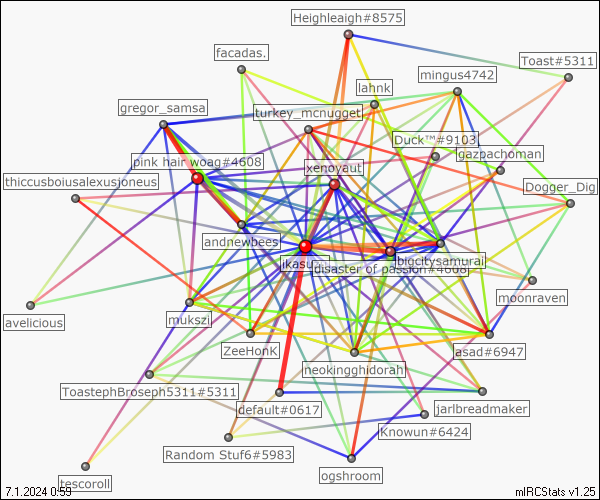 Heighleaigh#8575
facadas.
Toast#5311
mingus4742
lahnk
gregor_samsa
turkey_mcnugget
Duck™#9103
gazpachoman
pink hair woag#4608
xenoyaut
thiccusboiusalexusjoneus
Dogger_Dig
andnewbees
bigcitysamurai
disaster of passion#4668
moonraven
avelicious
mukszi
ZeeHonK
asad#6947
neokingghidorah
ToastephBroseph5311#5311
default#0617
jarlbreadmaker
Knowun#6424
Random Stuf6#5983
ogshroom
tescoroll
7.1.2024 0:59
mIRCStats v1.25